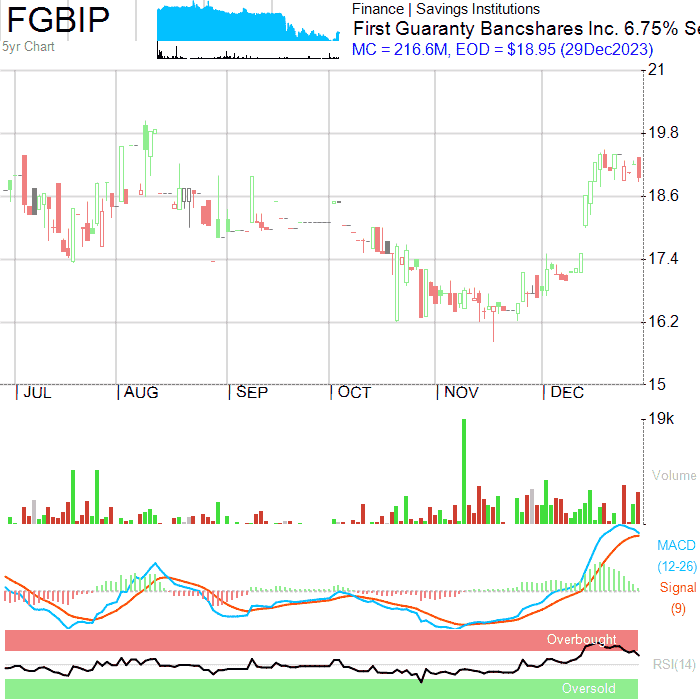 FGBIP
5yr Chart
Finance | Savings Institutions
First Guaranty Bancshares Inc. 6.75% Se
MC = 216.6M, EOD = $18.95 (29Dec2023)
21
19.8
18.6
17.4
16.2
15
JUL AUG SEP OCT NOV DEC
19k
Volume
MACD
(12-26)
Signal
(9)
Overbought
RSI(14)
Oversold